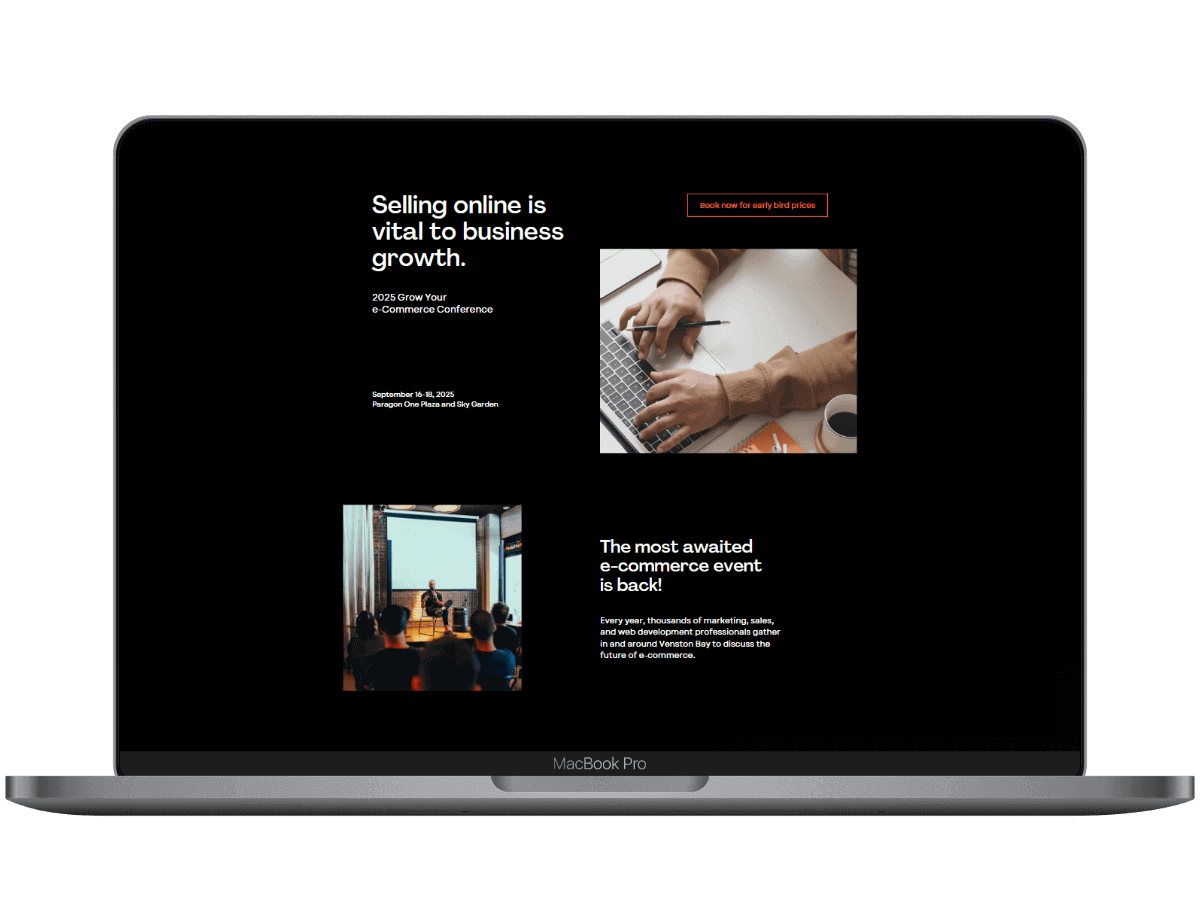 Selling online is
vital to business
growth.
2025 Grow Your
e-Commerce Conference
September 16-18, 2025
Paragon One Plaza and Sky Garden
Book now for early bird prices
The most awaited
e-commerce event
is back!
Every year, thousands of marketing, sales,
and web development professionals gather
in and around Venston Bay to discuss the
future of e-commerce.
MacBook Pro